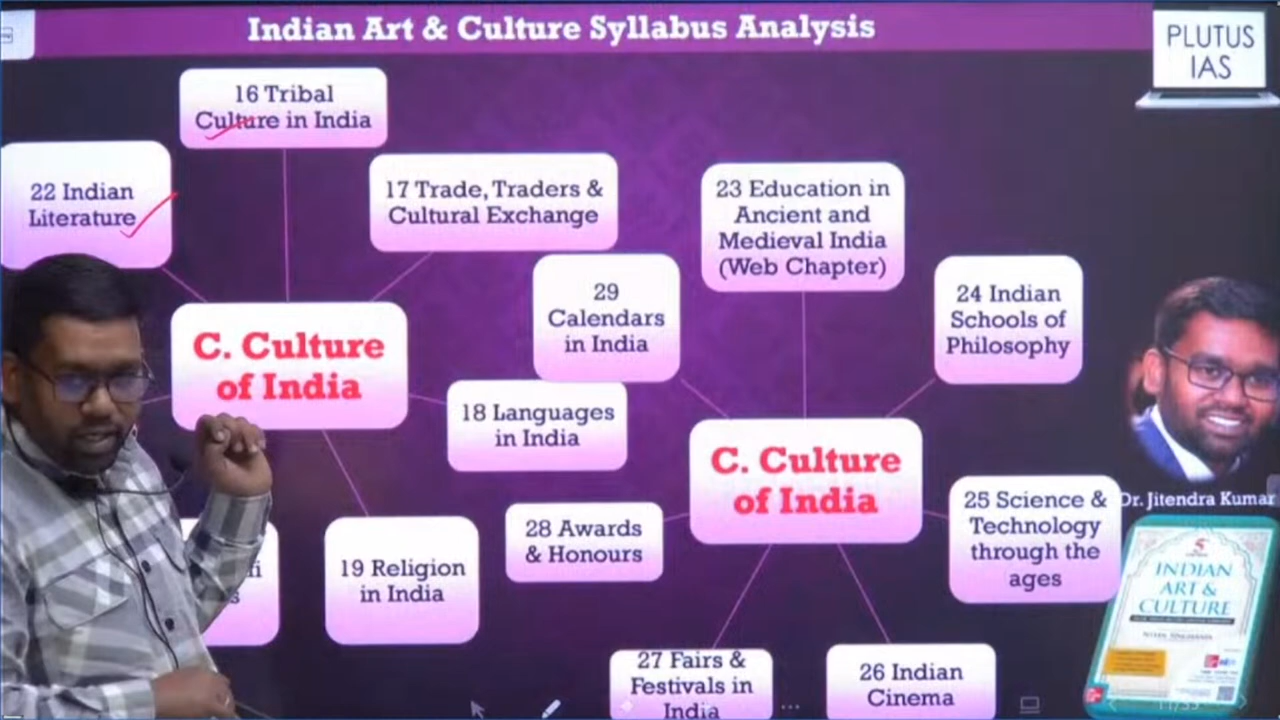 Indian Art & Culture Syllabus Analysis
PLUTUS
IAS
16 Tribal
Culture in India
22 Indian
Literature
17 Trade, Traders &
Cultural Exchange
C. Culture
of India
18 Languages
in India
19 Religion
in India
fi
s
23 Education in
Ancient and
Medieval India
(Web Chapter)
29
Calendars
in India
24 Indian
Schools of
Philosophy
C. Culture
of India
28 Awards
& Honours
25 Science &
Technology
through the
ages
27 Fairs &
Festivals in
India
26 Indian
Cinema
Dr. Jitendra Kumar
INDIAN
ART &
CULTURE